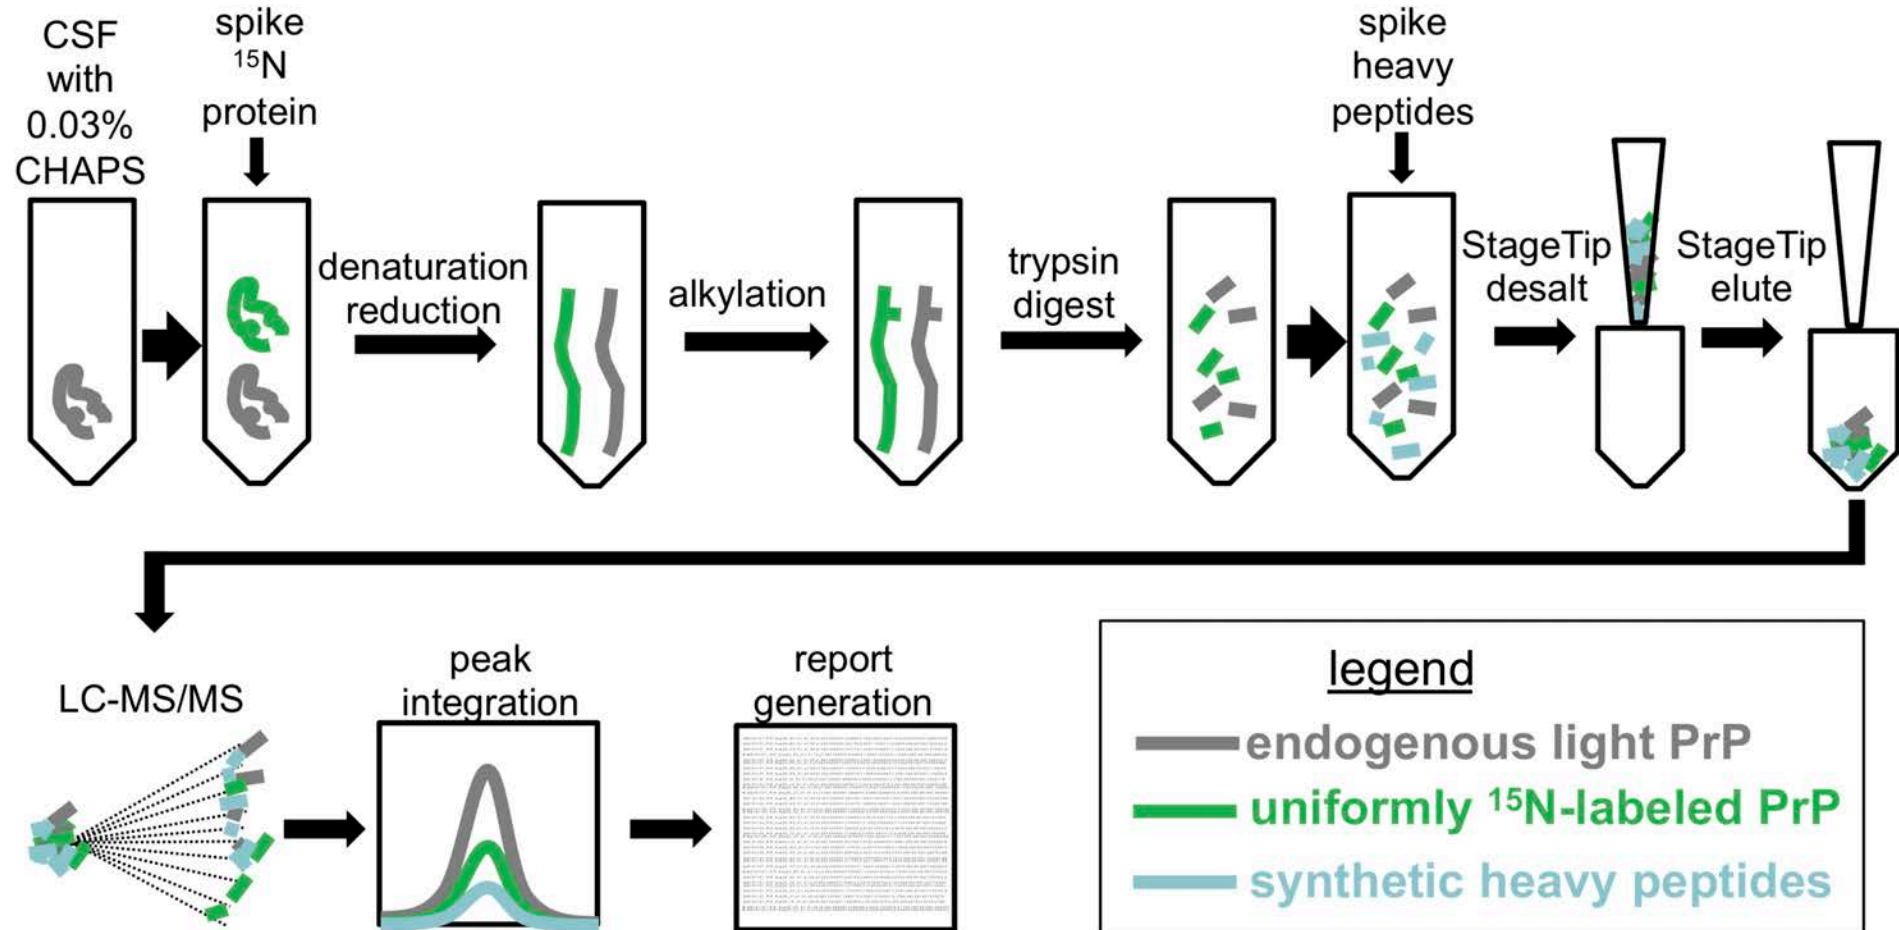 CSF
with
0.03%
CHAPS
spike
¹⁵N
protein
denaturation
reduction
alkylation
trypsin
digest
spike
heavy
peptides
StageTip
desalt
StageTip
elute
LC-MS/MS
peak
integration
report
generation
legend
endogenous light PrP
uniformly ¹⁵N-labeled PrP
synthetic heavy peptides